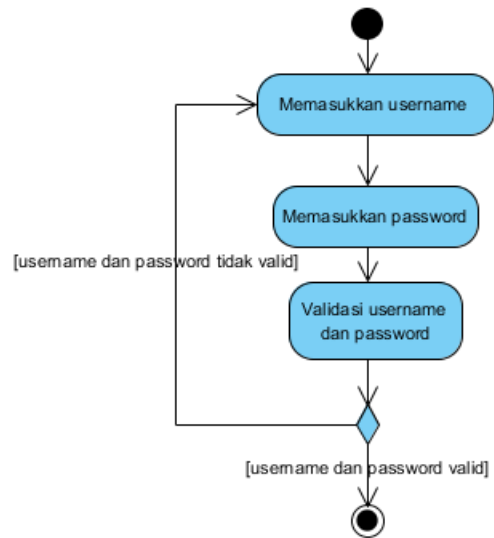 Memasukkan username
Memasukkan password
[username dan password tidak valid]
Validasi username
dan password
[username dan password valid]